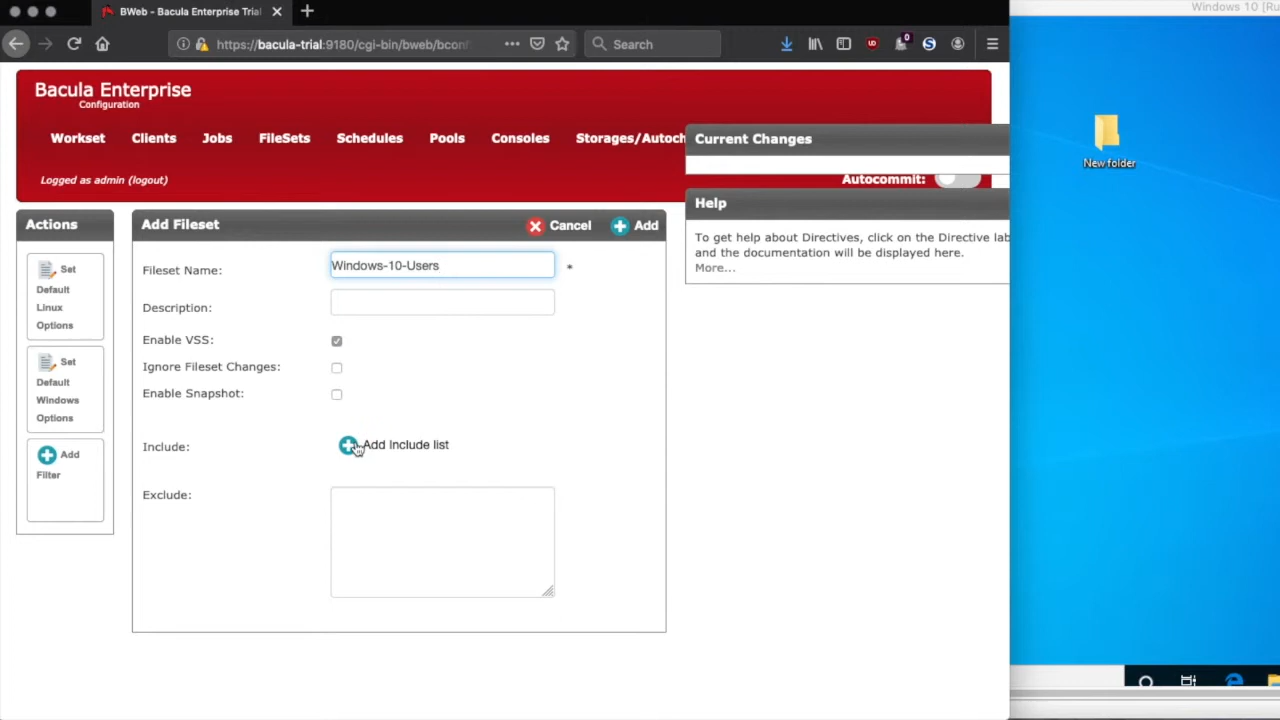 BWeb - Bacula Enterprise Trial
Windows 10 [Ru
https://bacula-trial:9180/cgi-bin/bweb/bconf
Search
0
Bacula Enterprise
Configuration
Workset Clients Jobs FileSets Schedules Pools Consoles Storages/Autoch
Logged as admin (logout)
Autocommit:
Current Changes
Help
To get help about Directives, click on the Directive lab
and the documentation will be displayed here.
More...
Actions
Set
Default
Linux
Options
Set
Default
Windows
Options
Add
Filter
Add Fileset
Cancel
Add
Fileset Name:
Windows-10-Users
*
Description:
Enable VSS:
Ignore Fileset Changes:
Enable Snapshot:
Include:
Add Include list
Exclude:
New folder